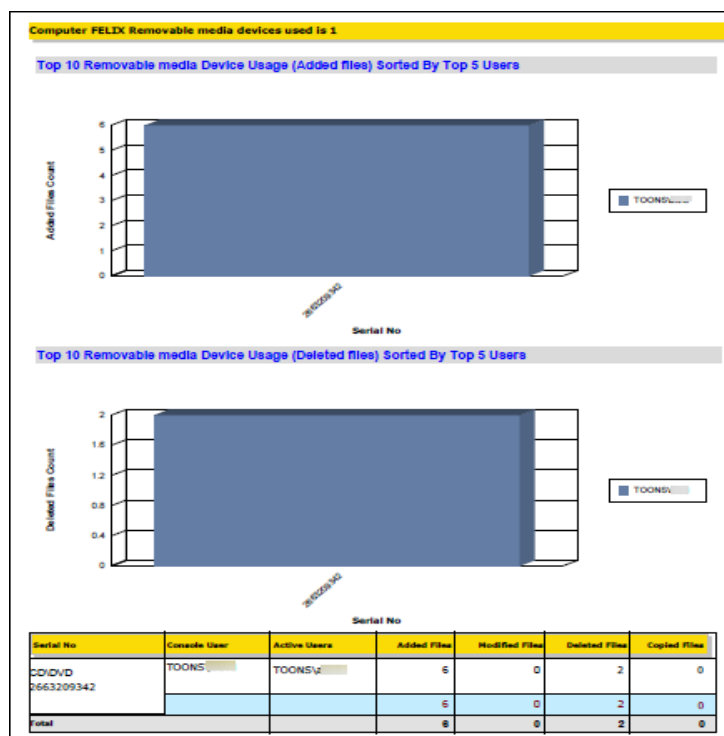 Computer FELIX Removable media devices used is 1
Top 10 Removable media Device Usage (Added files) Sorted By Top 5 Users
6
5
4
3
2
1
0
Added Files Count
TOONS\
2663209342
Serial No
Top 10 Removable media Device Usage (Deleted files) Sorted By Top 5 Users
2
1.6
1.2
0.8
0.4
0
Deleted Files Count
TOONS\
2663209342
Serial No
Serial No Console User Active Users Added Files Modified Files Deleted Files Copied Files
CD\DVD TOONS\ TOONS\ 6 0 2 0
2663209342
6 0 2 0
Total 6 0 2 0